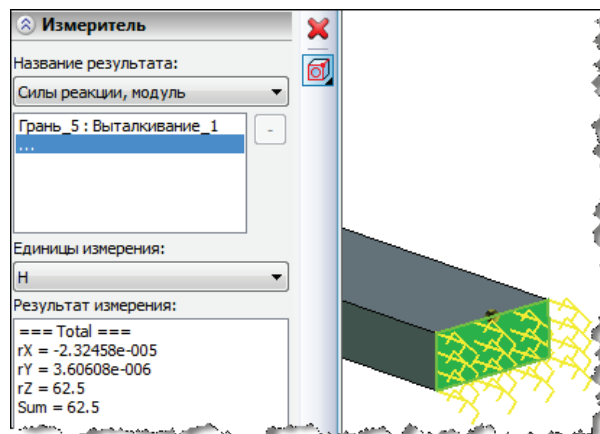 Измеритель
Название результата:
Силы реакции, модуль
Грань_5 : Выталкивание_1
...
-
Единицы измерения:
Н
Результат измерения:
=== Total ===
rX = -2.32458e-005
rY = 3.60608e-006
rZ = 62.5
Sum = 62.5